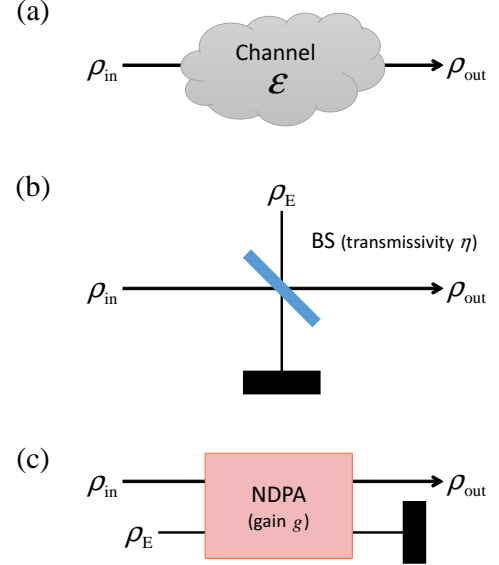 (a)
Channel
ρin ε ρout
(b)
ρE
BS (transmissivity η)
ρin ρout
(c)
ρin ρout
NDPA
(gain g)
ρE